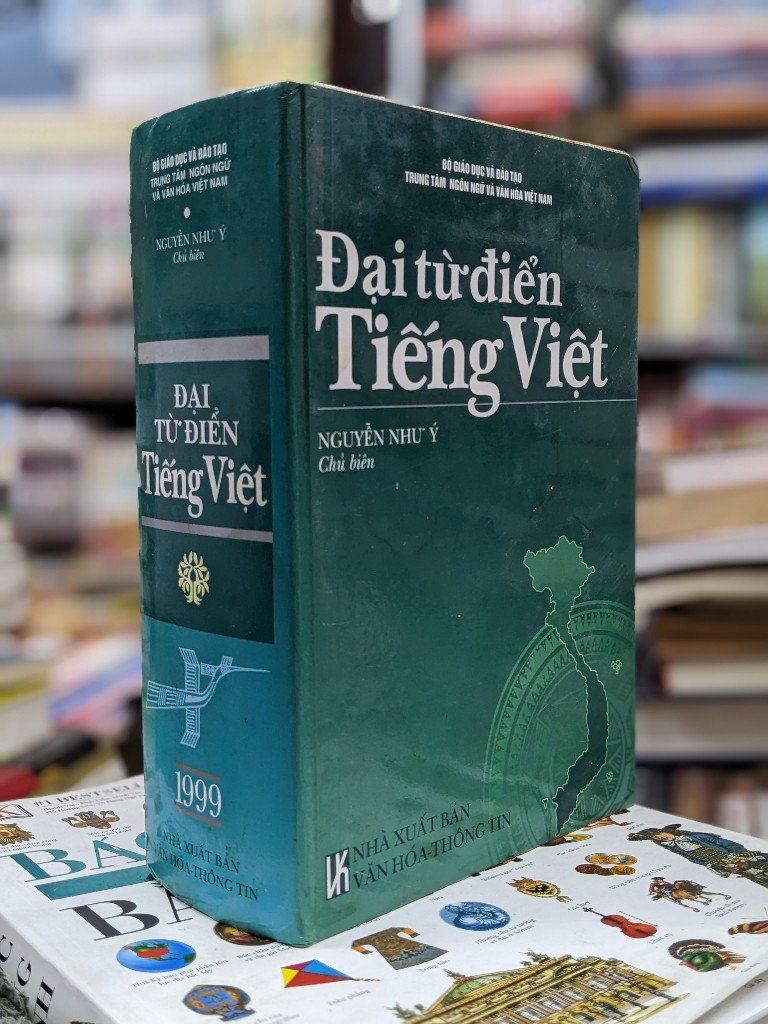 BỘ GIÁO DỤC VÀ ĐÀO TẠO
TRUNG TÂM NGÔN NGỮ
VÀ VĂN HÓA VIỆT NAM
NGUYỄN NHƯ Ý
Chủ biên
ĐẠI
TỪ ĐIỂN
Tiếng Việt
1999
NHÀ XUẤT BẢN
VĂN HÓA-THÔNG TIN
BỘ GIÁO DỤC VÀ ĐÀO TẠO
TRUNG TÂM NGÔN NGỮ VÀ VĂN HÓA VIỆT NAM
Đại từ điển
Tiếng Việt
NGUYỄN NHƯ Ý
Chủ biên
NHÀ XUẤT BẢN
VĂN HÓA-THÔNG TIN
#1 BESTSELL